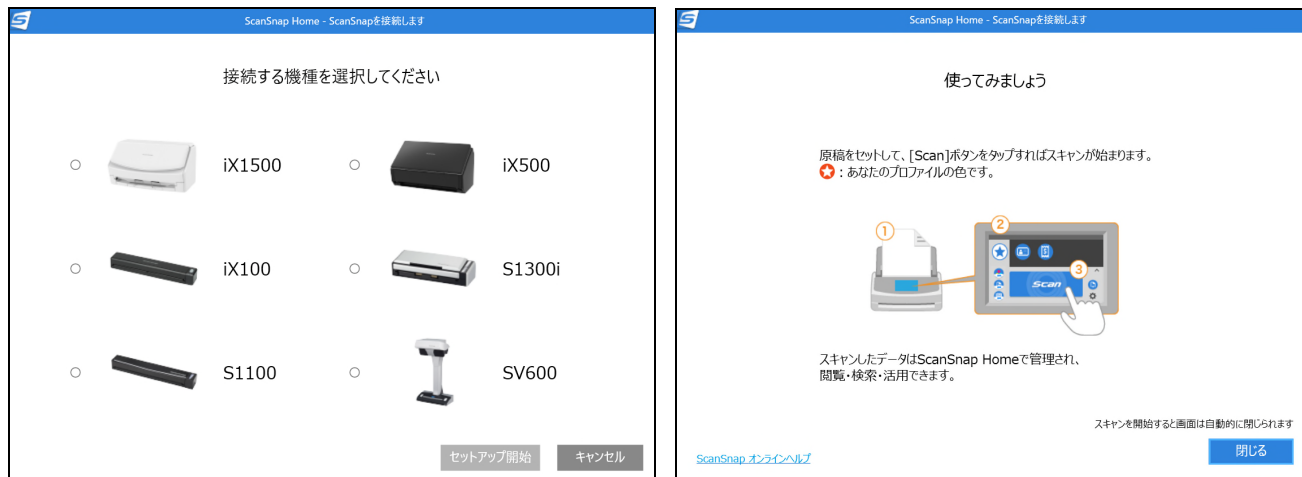 ScanSnap Home - ScanSnapを接続します
接続する機種を選択してください
iX1500
iX500
iX100
S1300i
S1100
SV600
セットアップ開始
キャンセル
ScanSnap Home - ScanSnapを接続します
使ってみましょう
原稿をセットして、[Scan]ボタンをタップすればスキャンが始まります。
：あなたのプロファイルの色です。
1
2
3
Scan
スキャンしたデータはScanSnap Homeで管理され、
閲覧・検索・活用できます。
スキャンを開始すると画面は自動的に閉じられます
ScanSnap オンラインヘルプ
閉じる